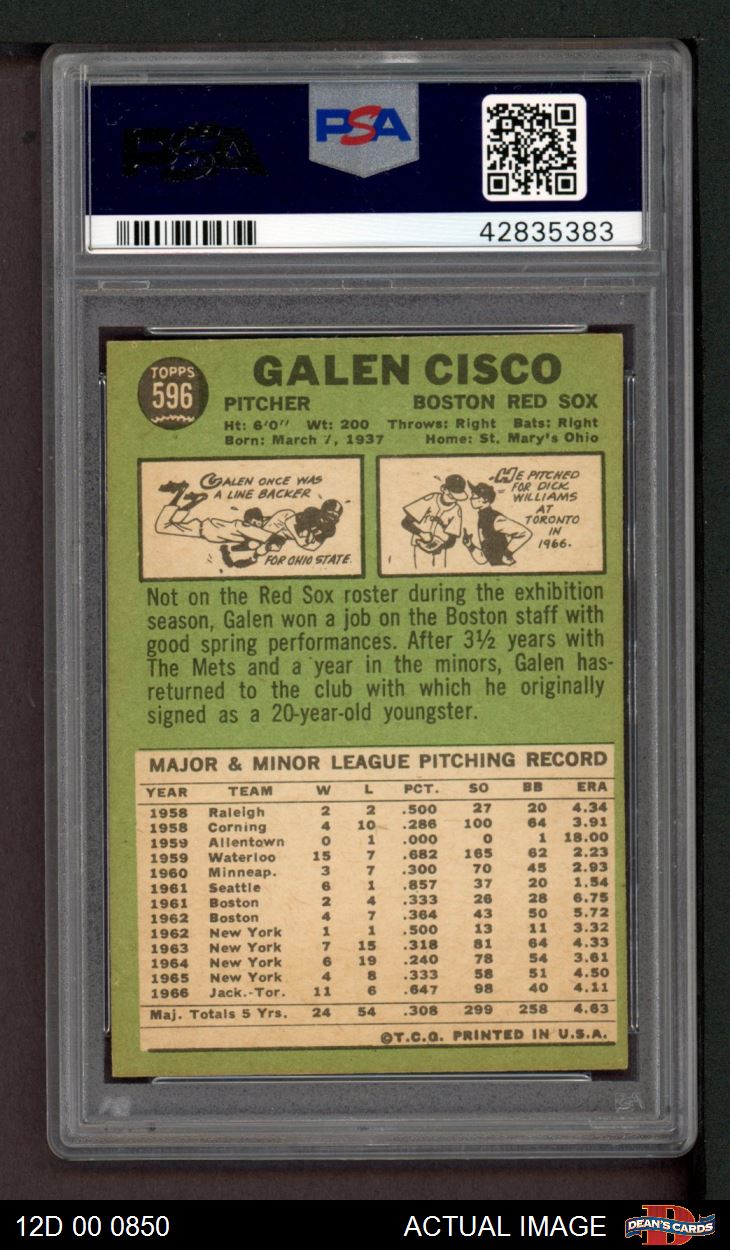 PSA
PSA
42835383
TOPPS
596
GALEN CISCO
PITCHER BOSTON RED SOX
Ht: 6'0" Wt: 200 Throws: Right Bats: Right
Born: March 7, 1937 Home: St. Mary's Ohio
GALEN ONCE WAS
A LINE BACKER
FOR OHIO STATE.
HE PITCHED
FOR DICK
WILLIAMS
AT
TORONTO
IN
1966.
Not on the Red Sox roster during the exhibition
season, Galen won a job on the Boston staff with
good spring performances. After 3½ years with
The Mets and a year in the minors, Galen has-
returned to the club with which he originally
signed as a 20-year-old youngster.
MAJOR & MINOR LEAGUE PITCHING RECORD
YEAR TEAM W L PCT. SO BB ERA
1958 Raleigh 2 2 .500 27 20 4.34
1958 Corning 4 10 .286 100 64 3.91
1959 Allentown 0 1 .000 0 1 18.00
1959 Waterloo 15 7 .682 165 62 2.23
1960 Minneap. 3 7 .300 70 45 2.93
1961 Seattle 6 1 .857 37 20 1.54
1961 Boston 2 4 .333 26 28 6.75
1962 Boston 4 7 .364 43 50 5.72
1962 New York 1 1 .500 13 11 3.32
1963 New York 7 15 .318 81 64 4.33
1964 New York 6 19 .240 78 54 3.61
1965 New York 4 8 .333 58 51 4.50
1966 Jack.-Tor. 11 6 .647 98 40 4.11
Maj. Totals 5 Yrs. 24 54 .308 299 258 4.63
©T.C.G. PRINTED IN U.S.A.
PSA
12D 00 0850 ACTUAL IMAGE DEAN'S CARDS